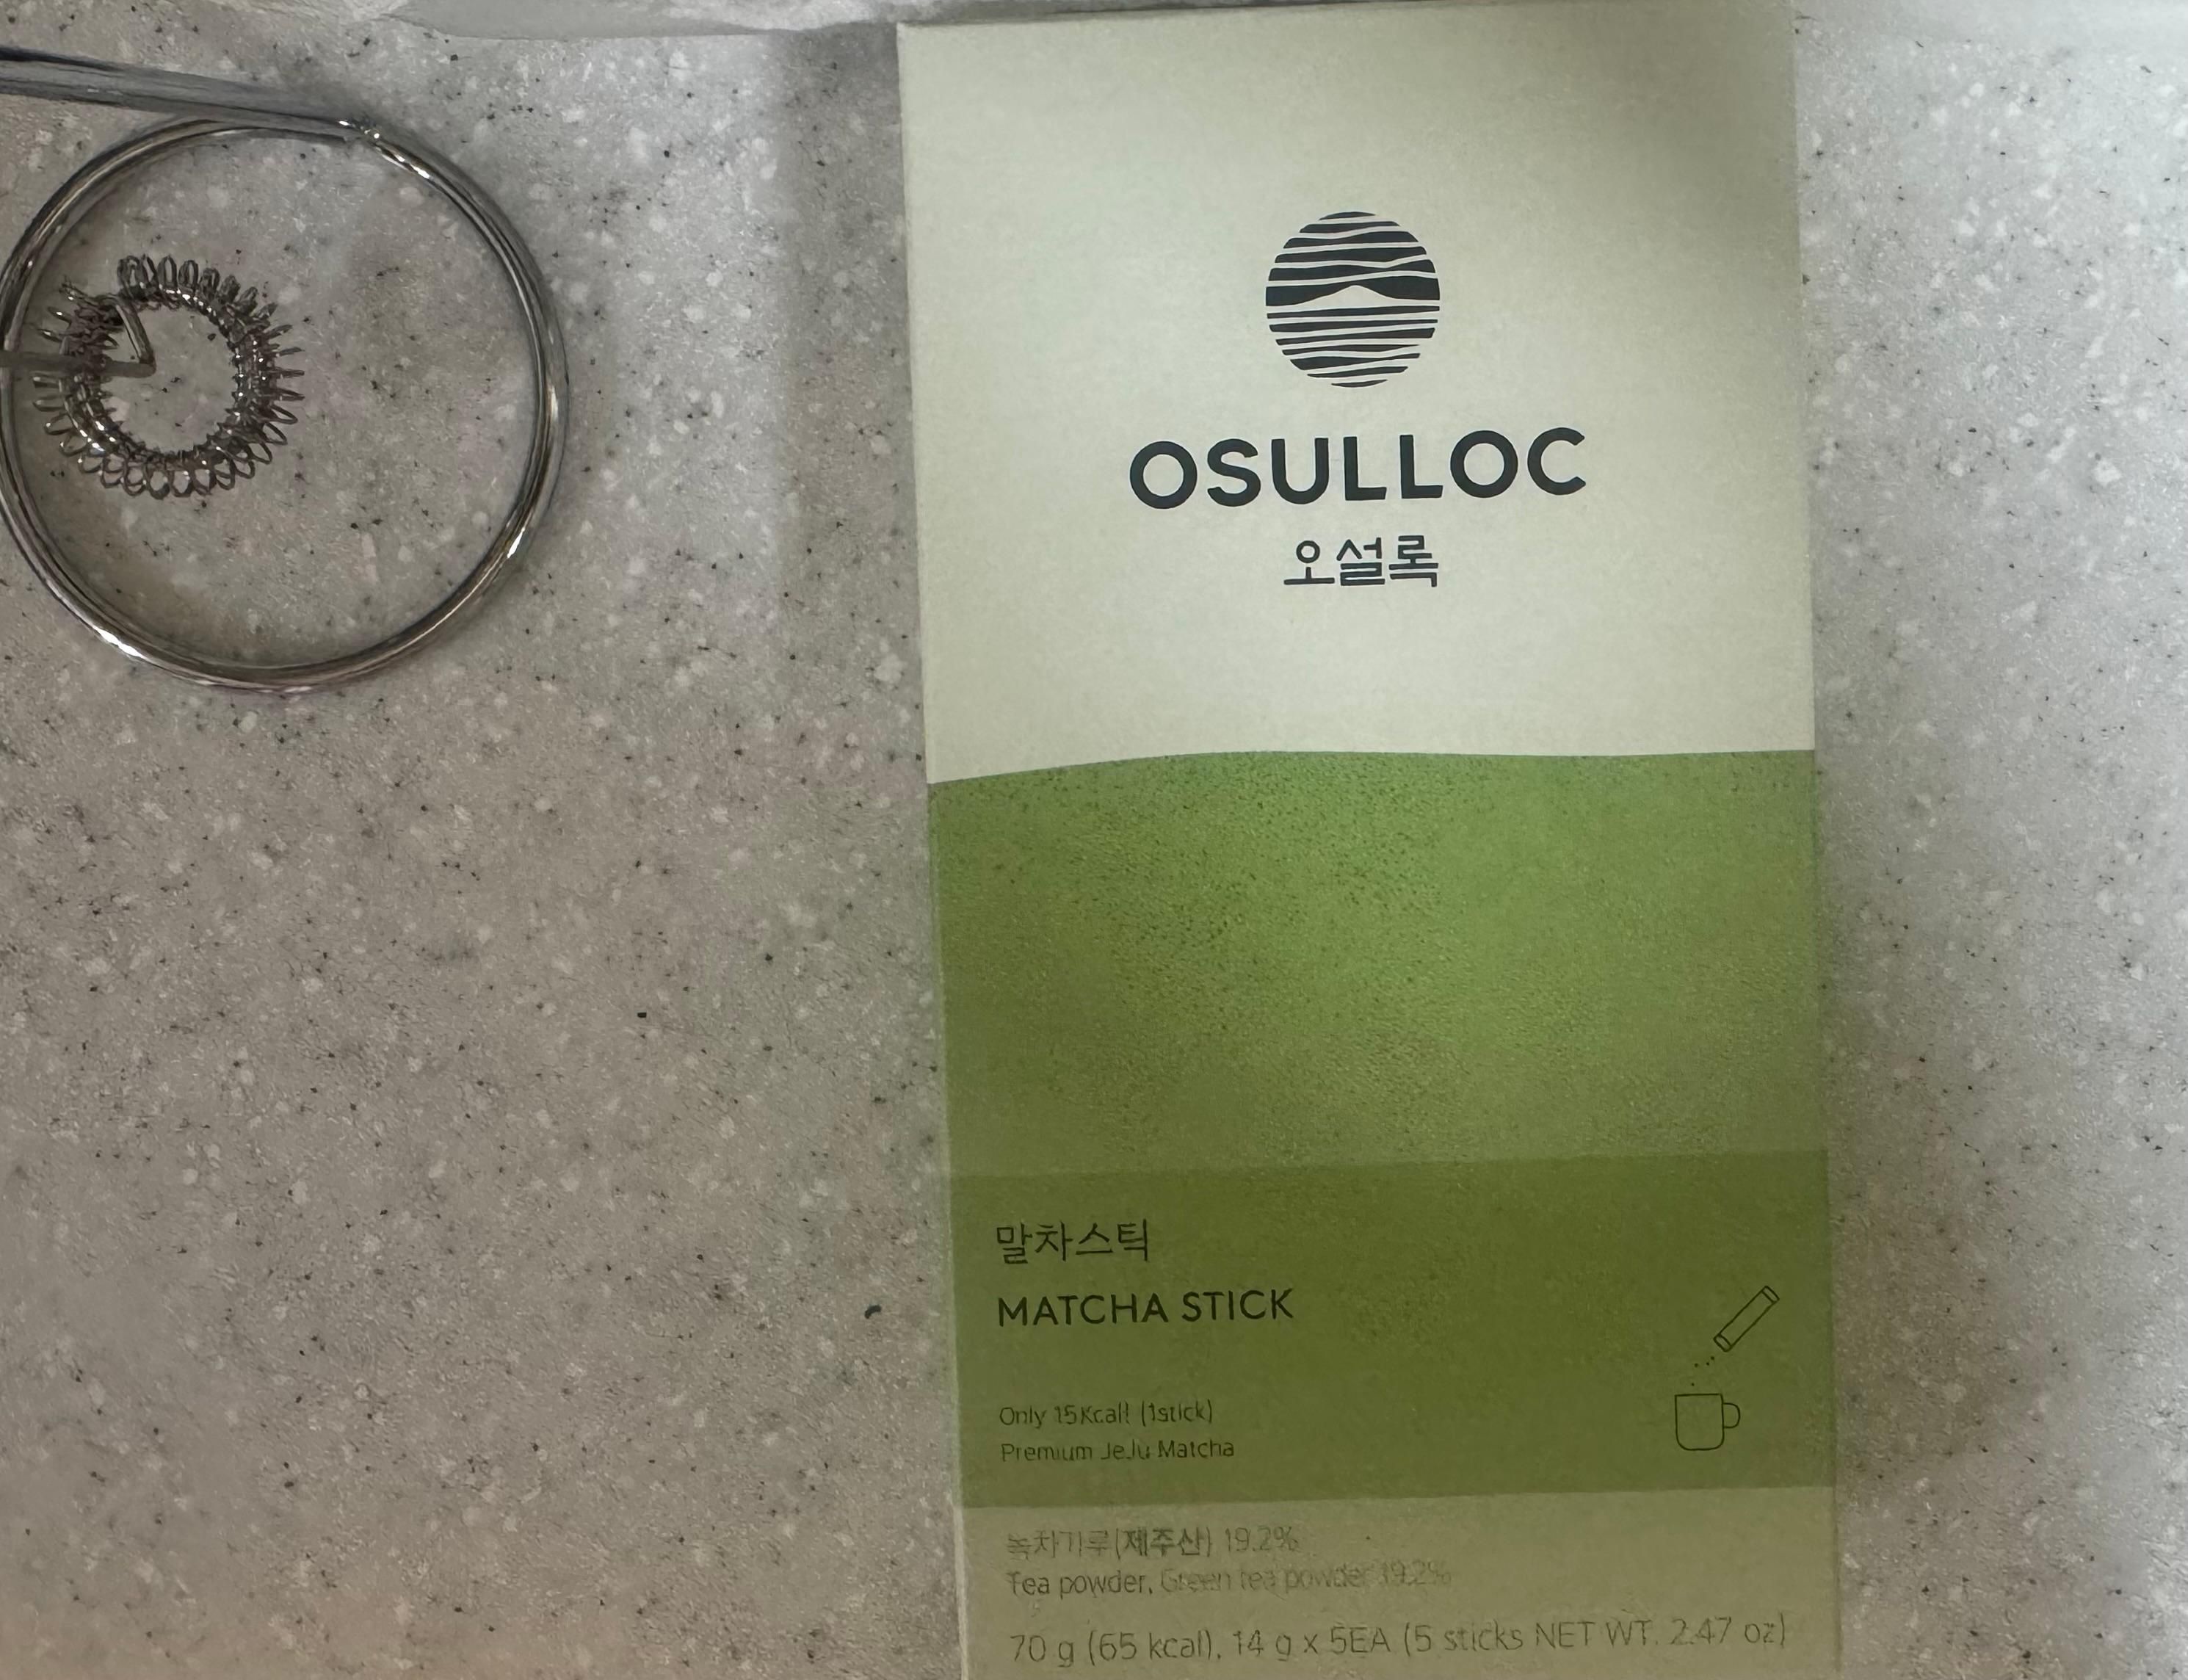 OSULLOC
오설록
말차스틱
MATCHA STICK
Only 15Kcal! (1stick)
Premium JeJu Matcha
녹차가루(제주산) 19.2%
Tea powder, Green tea powder 19.2%
70 g (65 kcal), 14 g x 5EA (5 sticks NET WT. 2.47 oz)